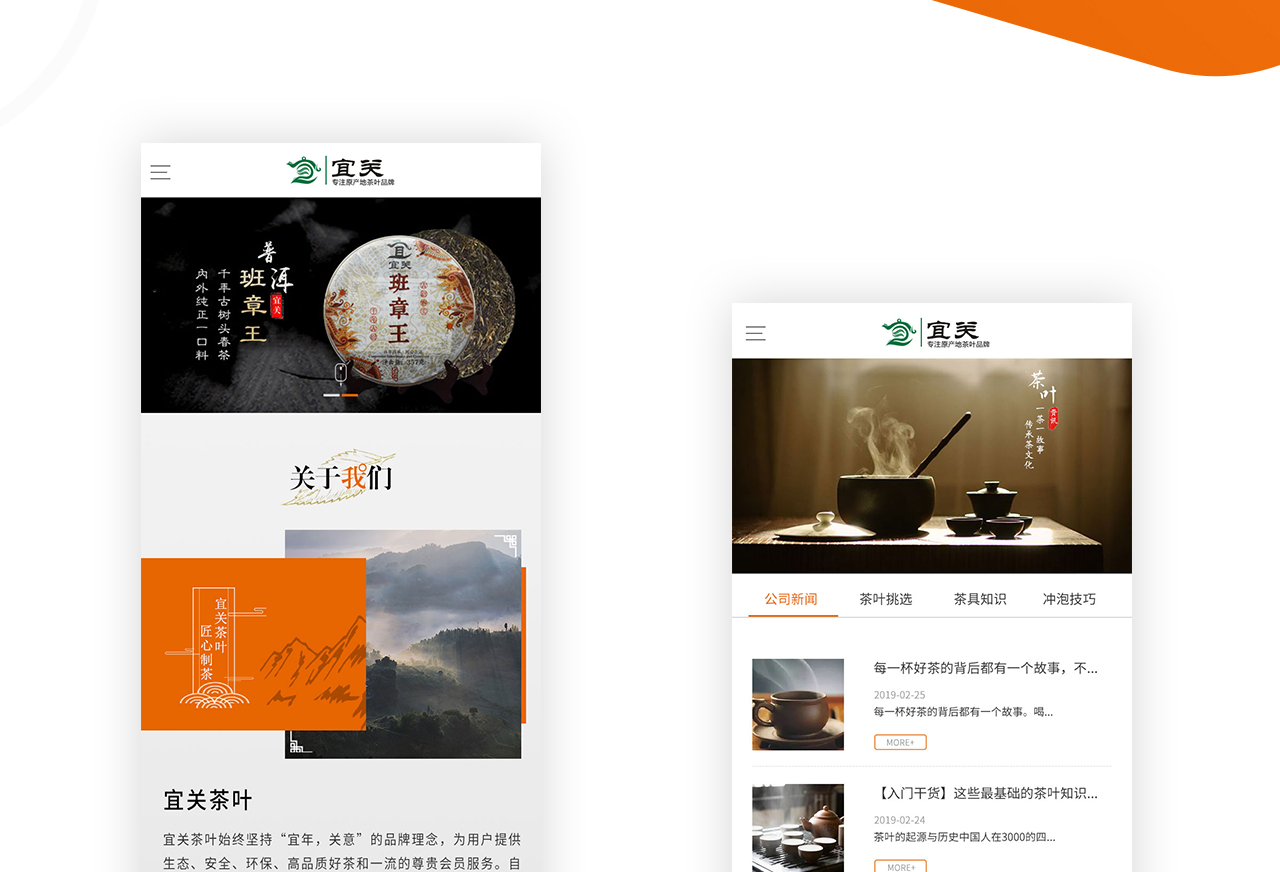 宜关
专注原产地茶叶品牌
普洱
班章王
宜关
千年古树头春茶
内外纯正一口料
宜关
班章王
关于我们
宜关茶叶
匠心制茶
宜关茶叶
宜关茶叶始终坚持“宜年，关意”的品牌理念，为用户提供
生态、安全、环保、高品质好茶和一流的尊贵会员服务。自
宜关
专注原产地茶叶品牌
茶叶
资讯
一茶一故事
传承茶文化
公司新闻 茶叶挑选 茶具知识 冲泡技巧
每一杯好茶的背后都有一个故事，不...
2019-02-25
每一杯好茶的背后都有一个故事。喝...
MORE+
【入门干货】这些最基础的茶叶知识...
2019-02-24
茶叶的起源与历史中国人在3000的四...
MORE+